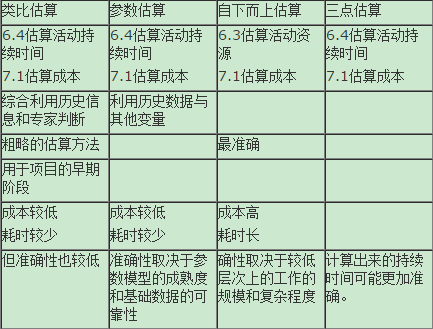 类比估算 参数估算 自下而上估算 三点估算
6.4估算活动持 6.4估算活动持 6.3估算活动资 6.4估算活动持
续时间 续时间 源 续时间
7.1估算成本 7.1估算成本 7.1估算成本 7.1估算成本
综合利用历史信 利用历史数据与
息和专家判断 其他变量
粗略的估算方法 最准确
用于项目的早期
阶段
成本较低 成本较低 成本高
耗时较少 耗时较少 耗时长
但准确性也较低 准确性取决于参 确性取决于较低 计算出来的持续
数模型的成熟度 层次上的工作的 时间可能更加准
和基础数据的可 规模和复杂程度 确。
靠性